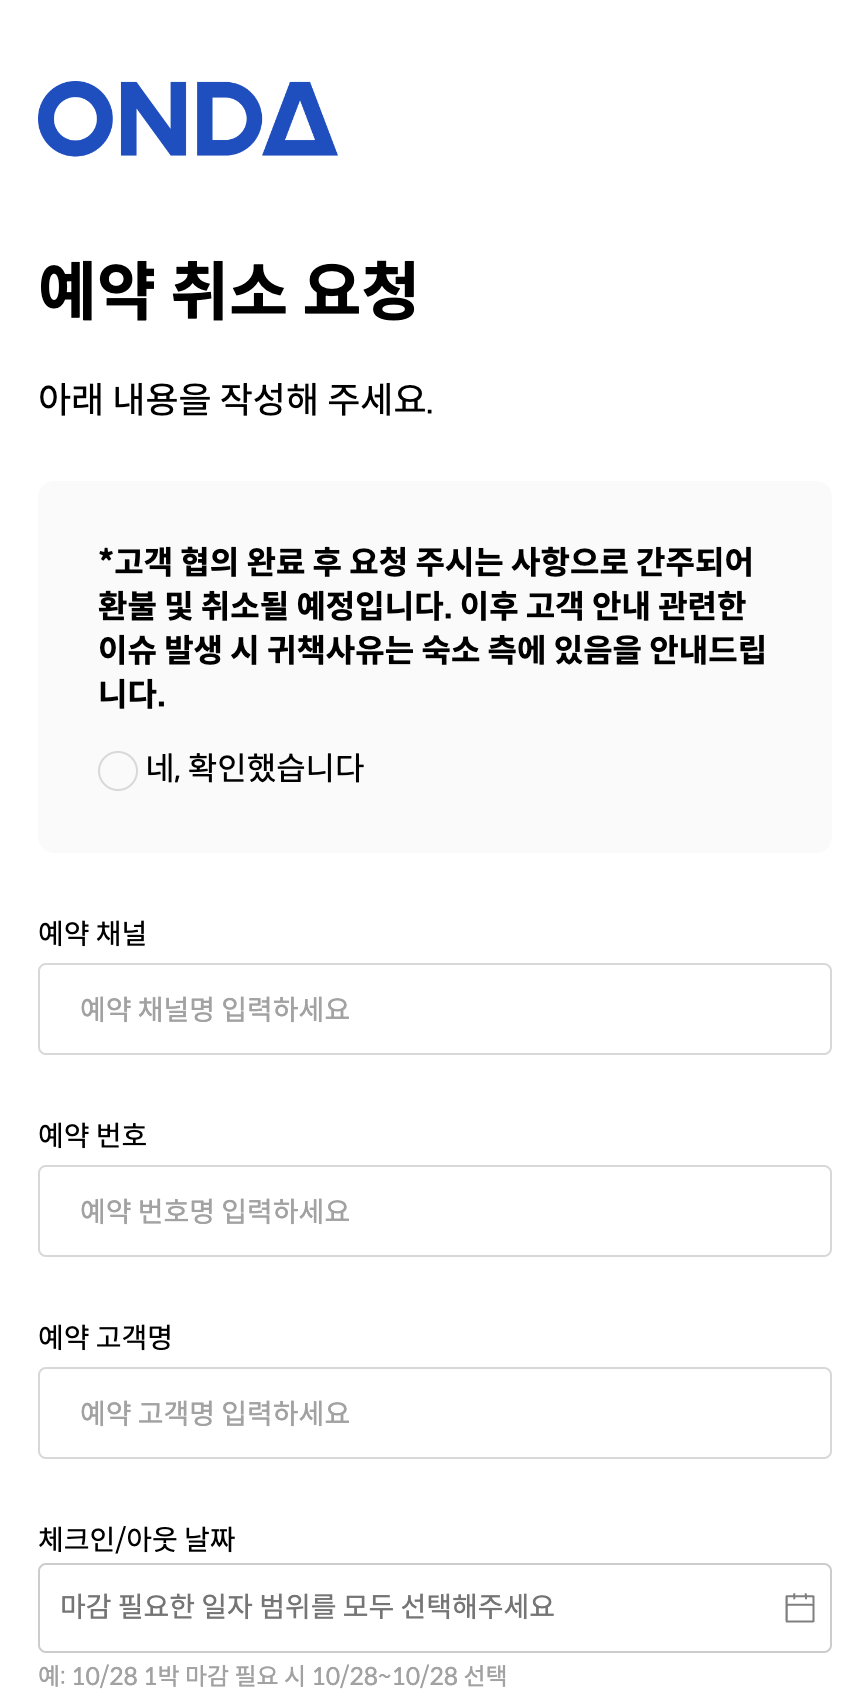 ONDA
예약 취소 요청
아래 내용을 작성해 주세요.
*고객 협의 완료 후 요청 주시는 사항으로 간주되어
환불 및 취소될 예정입니다. 이후 고객 안내 관련한
이슈 발생 시 귀책사유는 숙소 측에 있음을 안내드립
니다.
네, 확인했습니다
예약 채널
예약 채널명 입력하세요
예약 번호
예약 번호명 입력하세요
예약 고객명
예약 고객명 입력하세요
체크인/아웃 날짜
마감 필요한 일자 범위를 모두 선택해주세요
예: 10/28 1박 마감 필요 시 10/28~10/28 선택